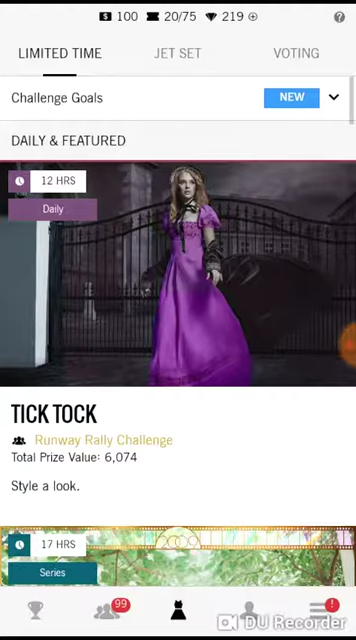 $ 100 20/75 219 ?
LIMITED TIME JET SET VOTING
Challenge Goals NEW
DAILY & FEATURED
12 HRS
Daily
TICK TOCK
Runway Rally Challenge
Total Prize Value: 6,074
Style a look.
17 HRS
Series
99 !
DU Recorder